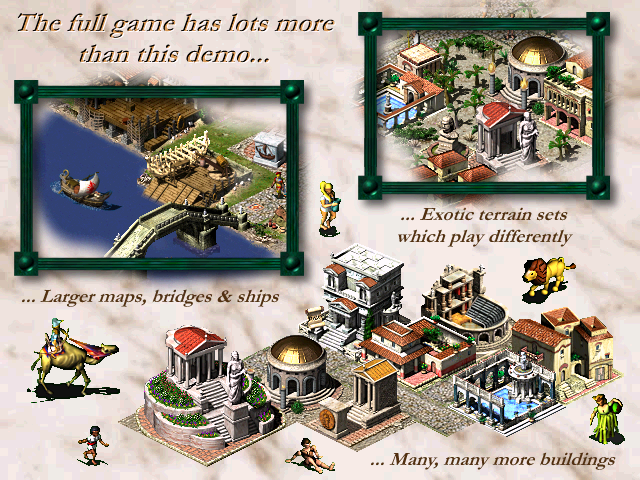 The full game has lots more
than this demo...
... Exotic terrain sets
which play differently
... Larger maps, bridges & ships
... Many, many more buildings